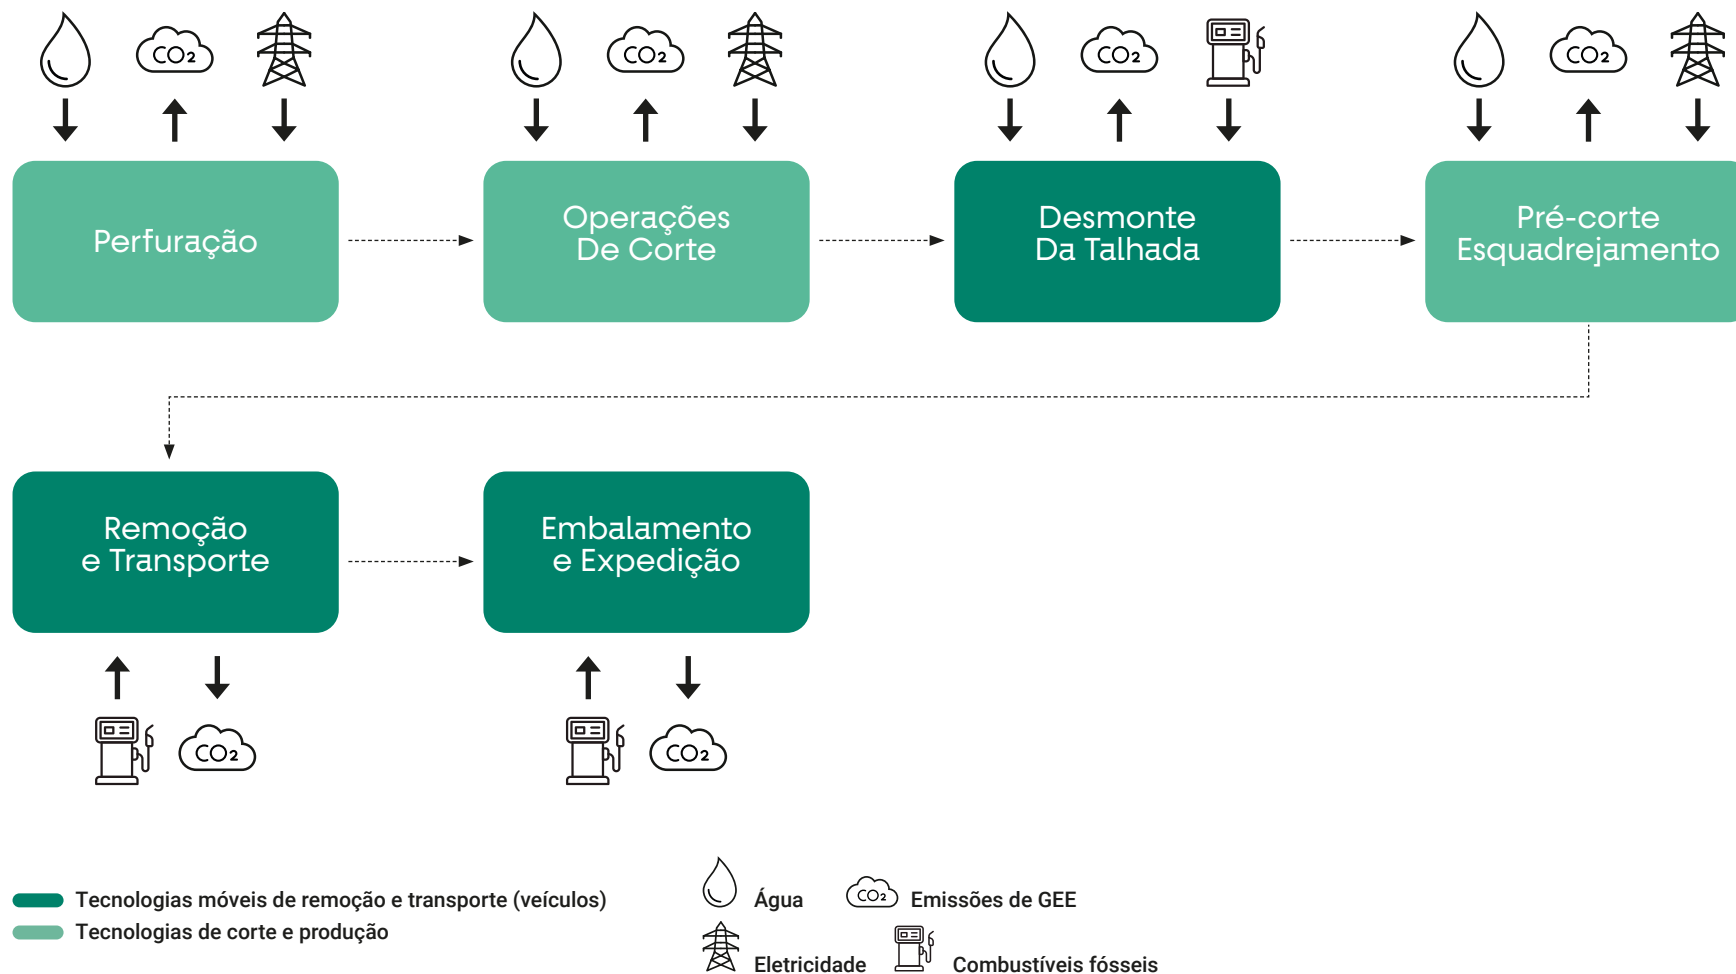 CO2
CO2
CO2
CO2
Perfuração
Operações
De Corte
Desmonte
Da Talhada
Pré-corte
Esquadrejamento
Remoção
e Transporte
Embalamento
e Expedição
CO2
CO2
Tecnologias móveis de remoção e transporte (veículos)
Tecnologias de corte e produção
Água
CO2
Emissões de GEE
Eletricidade
Combustíveis fósseis